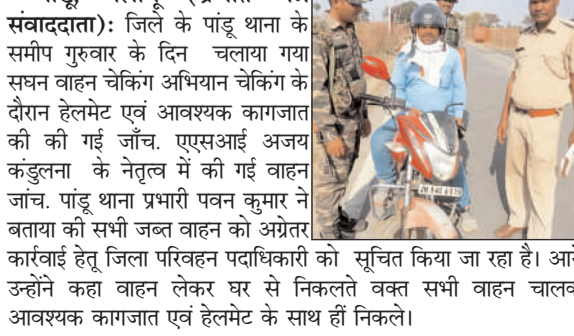 संवाददाता): जिले के पांडू थाना के
समीप गुरुवार के दिन चलाया गया
सघन वाहन चेकिंग अभियान चेकिंग के
दौरान हेलमेट एवं आवश्यक कागजात
की की गई जाँच. एएसआई अजय
कंडुलना के नेतृत्व में की गई वाहन
जांच. पांडू थाना प्रभारी पवन कुमार ने
बताया की सभी जब्त वाहन को अग्रेतर
कार्रवाई हेतू जिला परिवहन पदाधिकारी को सूचित किया जा रहा है। आगे
उन्होंने कहा वाहन लेकर घर से निकलते वक्त सभी वाहन चालक
आवश्यक कागजात एवं हेलमेट के साथ हीं निकले।